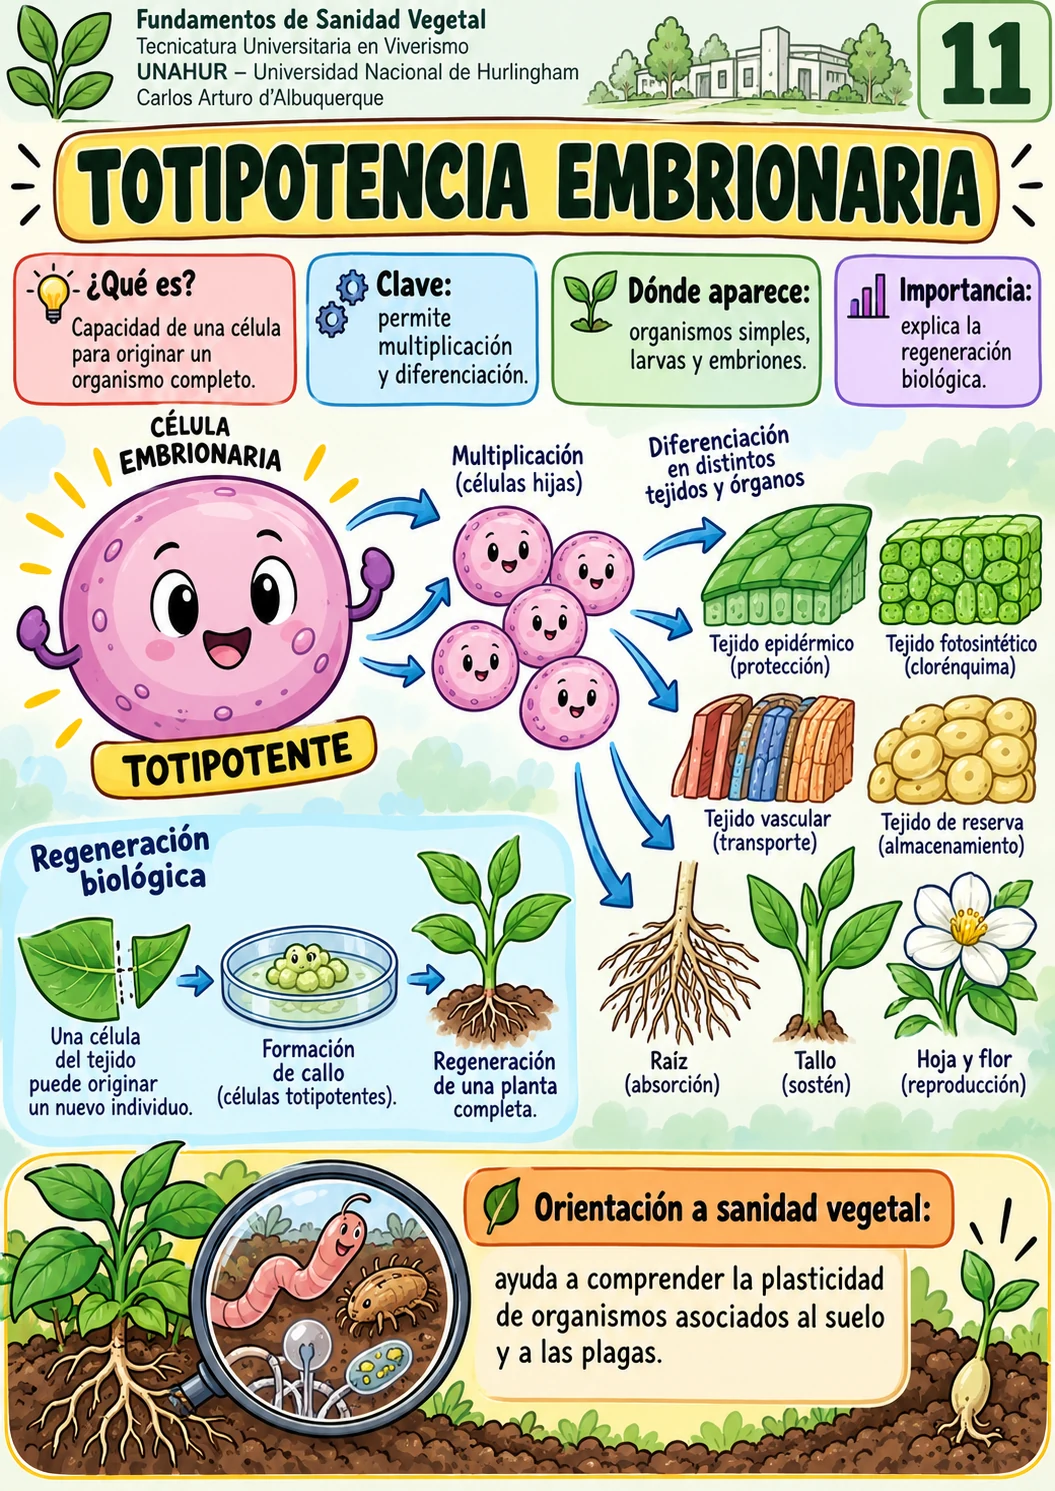 Fundamentos de Sanidad Vegetal
Tecnicatura Universitaria en Viverismo
UNAHUR – Universidad Nacional de Hurlingham
Carlos Arturo d’Albuquerque
11
TOTIPOTENCIA EMBRIONARIA
¿Qué es?
Capacidad de una célula
para originar un
organismo completo.
Clave:
permite
multiplicación
y diferenciación.
Dónde aparece:
organismos simples,
larvas y embriones.
Importancia:
explica la
regeneración
biológica.
CÉLULA
EMBRIONARIA
TOTIPOTENTE
Multiplicación
(células hijas)
Diferenciación
en distintos
tejidos y órganos
Tejido epidérmico
(protección)
Tejido fotosintético
(clorénquima)
Tejido vascular
(transporte)
Tejido de reserva
(almacenamiento)
Raíz
(absorción)
Tallo
(sostén)
Hoja y flor
(reproducción)
Regeneración
biológica
Una célula
del tejido
puede originar
un nuevo individuo.
Formación
de callo
(células totipotentes).
Regeneración
de una planta
completa.
Orientación a sanidad vegetal:
ayuda a comprender la plasticidad
de organismos asociados al suelo
y a las plagas.